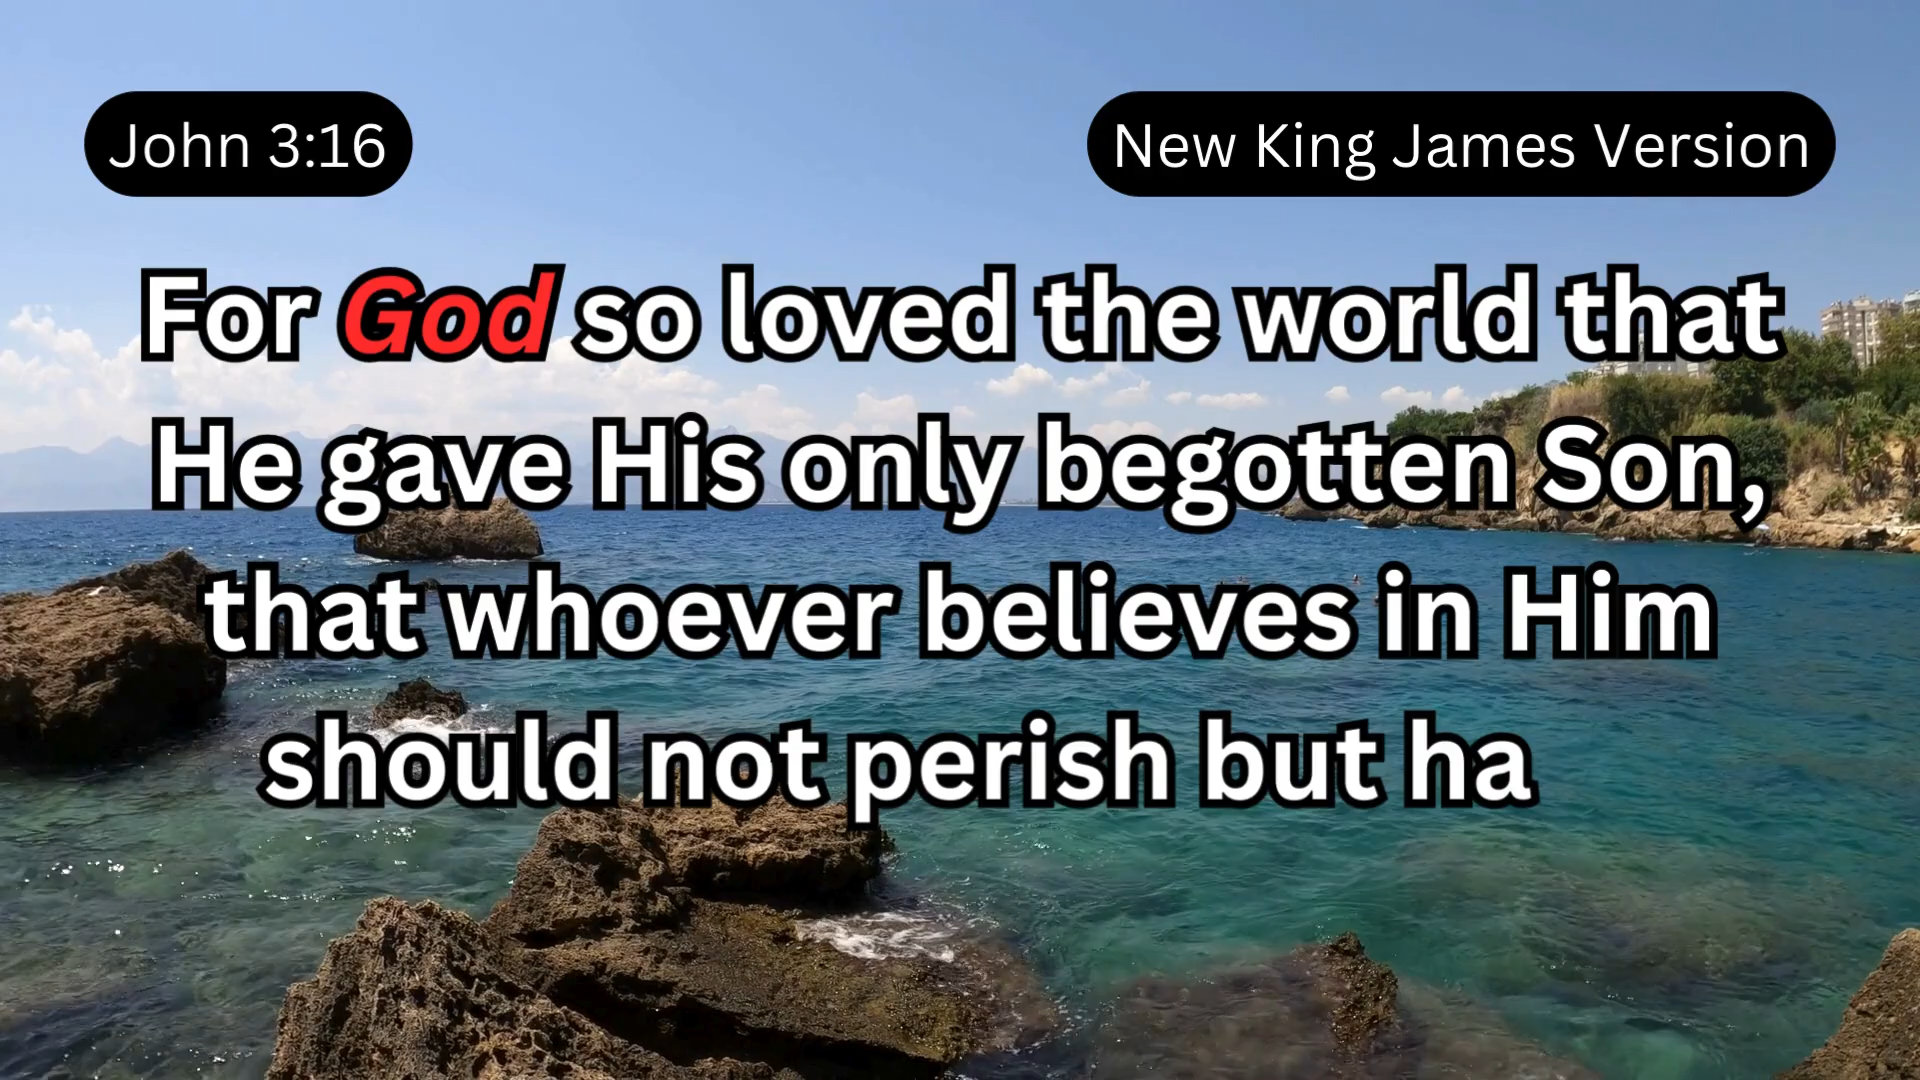 John 3:16
New King James Version
For God so loved the world that
He gave His only begotten Son,
that whoever believes in Him
should not perish but ha